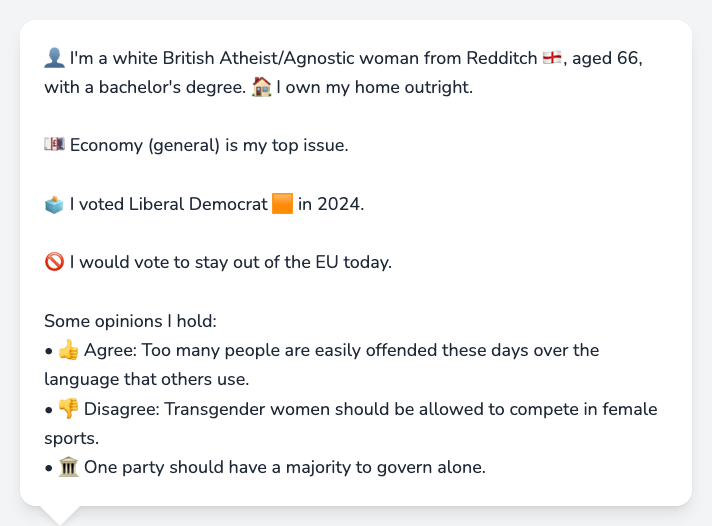 👤 I'm a white British Atheist/Agnostic woman from Redditch 🏴󠁧󠁢󠁥󠁮󠁧󠁿, aged 66,
with a bachelor's degree. 🏠 I own my home outright.
💷 Economy (general) is my top issue.
🗳️ I voted Liberal Democrat 🟧 in 2024.
🚫 I would vote to stay out of the EU today.
Some opinions I hold:
• 👍 Agree: Too many people are easily offended these days over the
language that others use.
• 👎 Disagree: Transgender women should be allowed to compete in female
sports.
• 🏛️ One party should have a majority to govern alone.